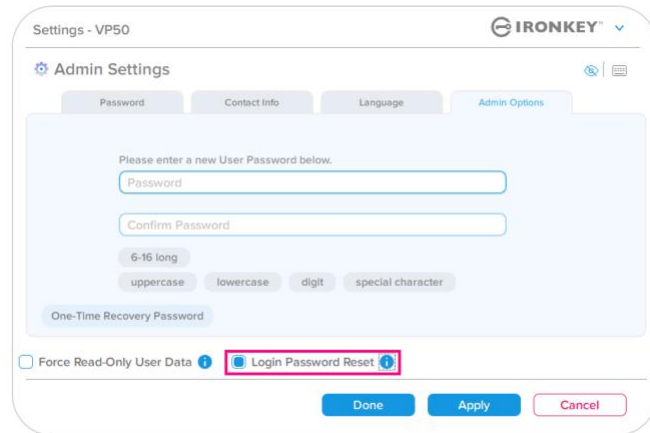 Settings - VP50
IRONKEY™
Admin Settings
Password Contact Info Language Admin Options
Please enter a new User Password below.
Password
Confirm Password
6-16 long
uppercase lowercase digit special character
One-Time Recovery Password
Force Read-Only User Data i Login Password Reset i
Done Apply Cancel